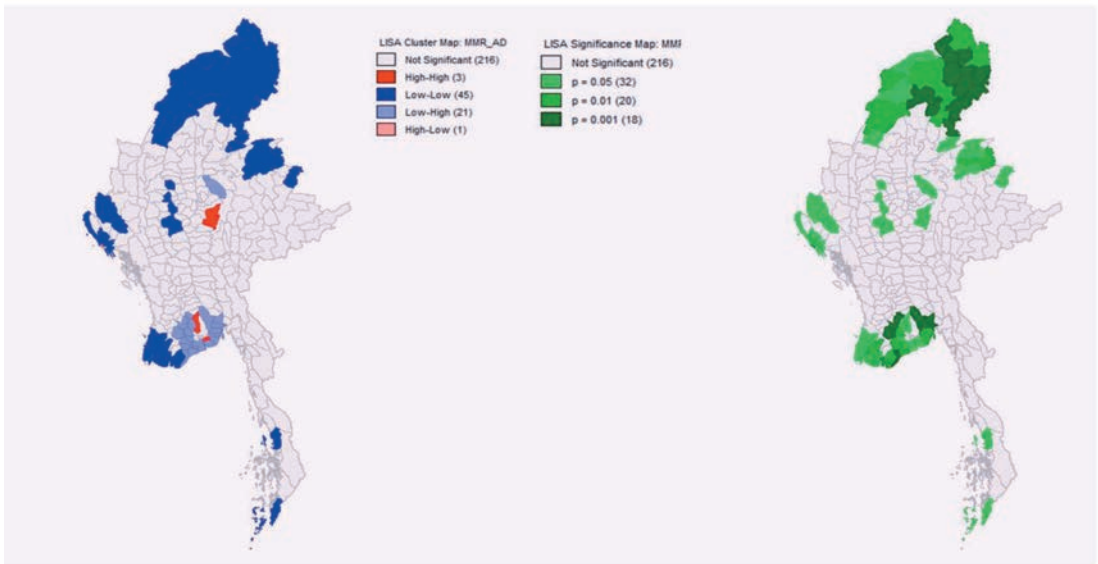 LISA Cluster Map: MMR_AD
Not Significant (216)
High-High (3)
Low-Low (45)
Low-High (21)
High-Low (1)
LISA Significance Map: MMI
Not Significant (216)
p = 0.05 (32)
p = 0.01 (20)
p = 0.001 (18)